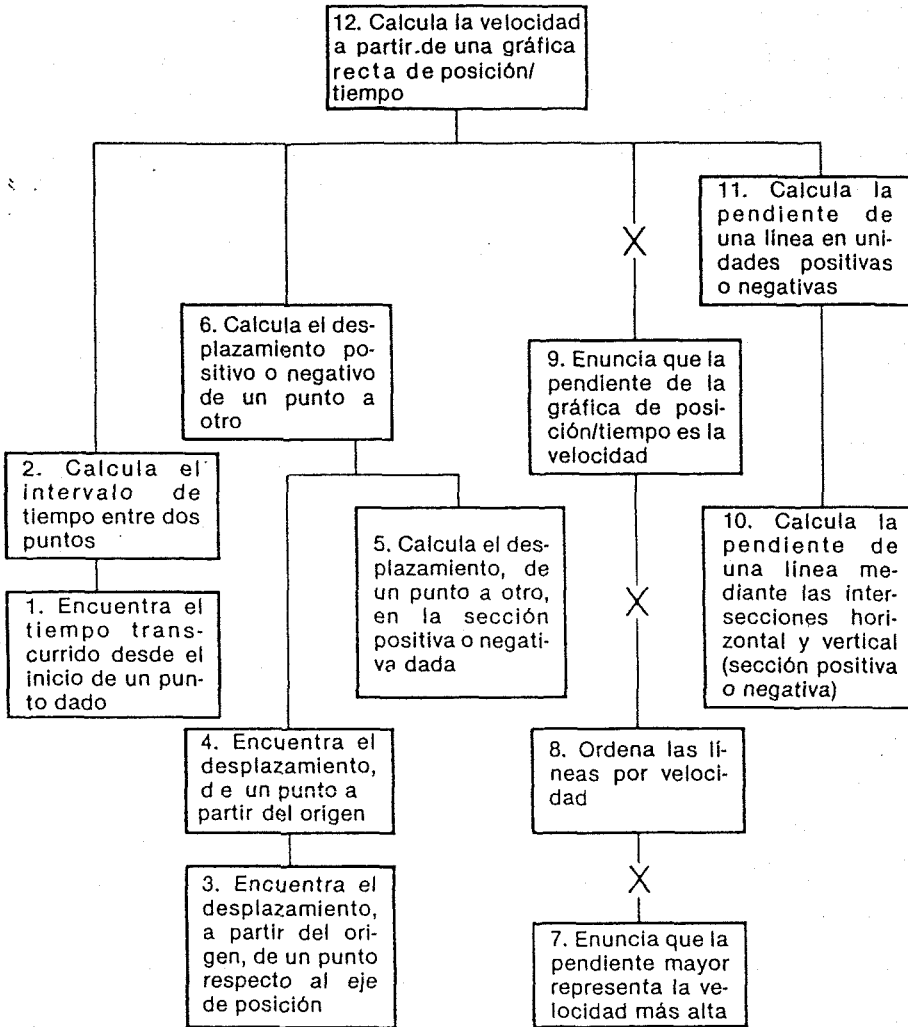 12. Calcula la velocidad
a partir.de una gráfica
recta de posición/
tiempo
11. Calcula la
pendiente de
una línea en uni-
dades positivas
o negativas
X
6. Calcula el des-
plazamiento po-
sitivo o negativo
de un punto a
otro
9. Enuncia que la
pendiente de la
gráfica de posi-
ción/tiempo es la
velocidad
2. Calcula el
intervalo de
tiempo entre dos
puntos
5. Calcula el des-
plazamiento, de
un punto a otro,
en la sección
positiva o negati-
va dada
X
10. Calcula la
pendiente de
una línea me-
diante las inter-
secciones hori-
zontal y vertical
(sección positiva
o negativa)
1. Encuentra el
tiempo trans-
currido desde el
inicio de un pun-
to dado
4. Encuentra el
desplazamiento,
de un punto a
partir del origen
8. Ordena las lí-
neas por veloci-
dad
X
3. Encuentra el
desplazamiento,
a partir del ori-
gen, de un punto
respecto al eje
de posición
7. Enuncia que la
pendiente mayor
representa la ve-
locidad más alta